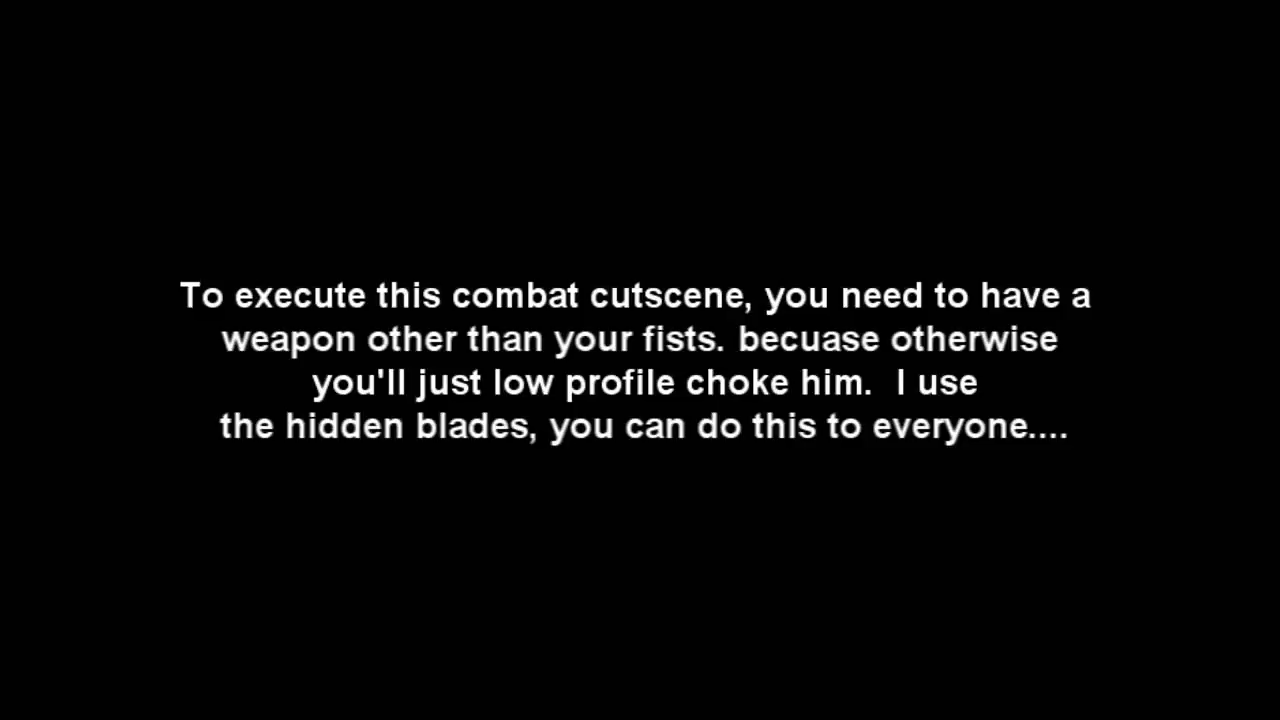 To execute this combat cutscene, you need to have a
weapon other than your fists. becuase otherwise
you'll just low profile choke him.  I use
the hidden blades, you can do this to everyone....